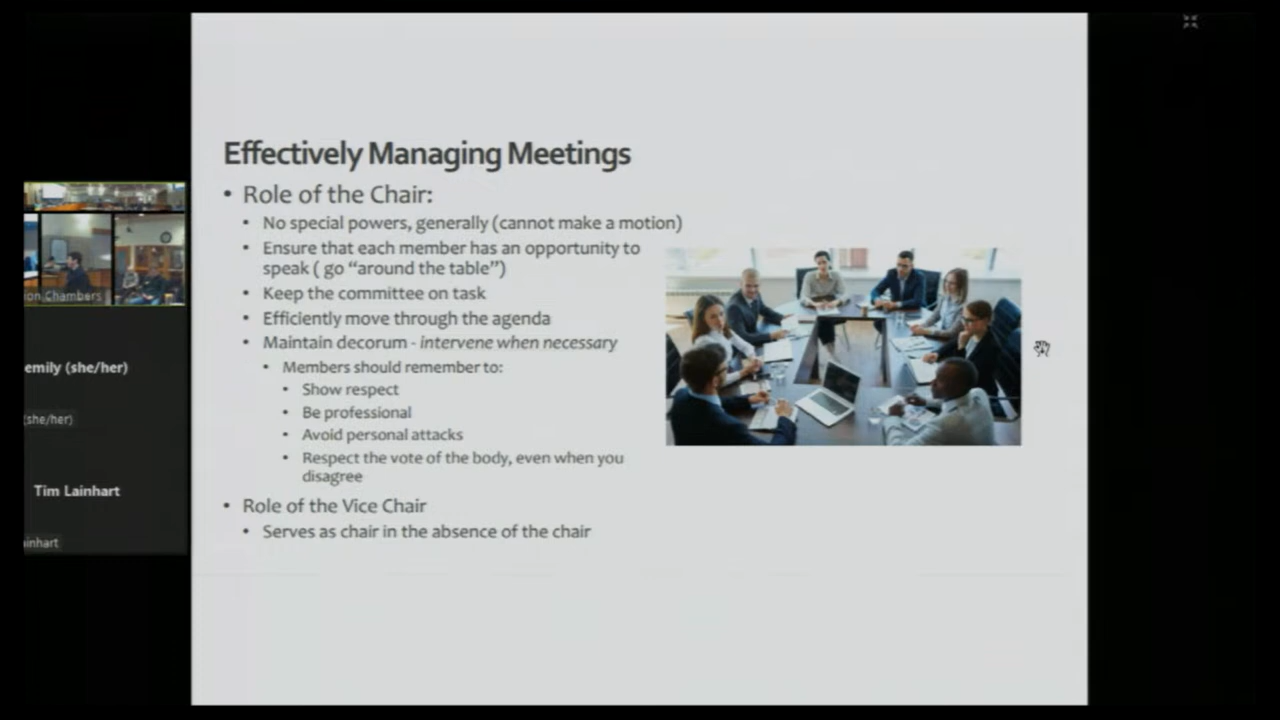 Effectively Managing Meetings
• Role of the Chair:
• No special powers, generally (cannot make a motion)
• Ensure that each member has an opportunity to
speak ( go “around the table”)
• Keep the committee on task
• Efficiently move through the agenda
• Maintain decorum - intervene when necessary
• Members should remember to:
• Show respect
• Be professional
• Avoid personal attacks
• Respect the vote of the body, even when you
disagree
• Role of the Vice Chair
• Serves as chair in the absence of the chair
on Chambers
emily (she/her)
(she/her)
Tim Lainhart
inhart